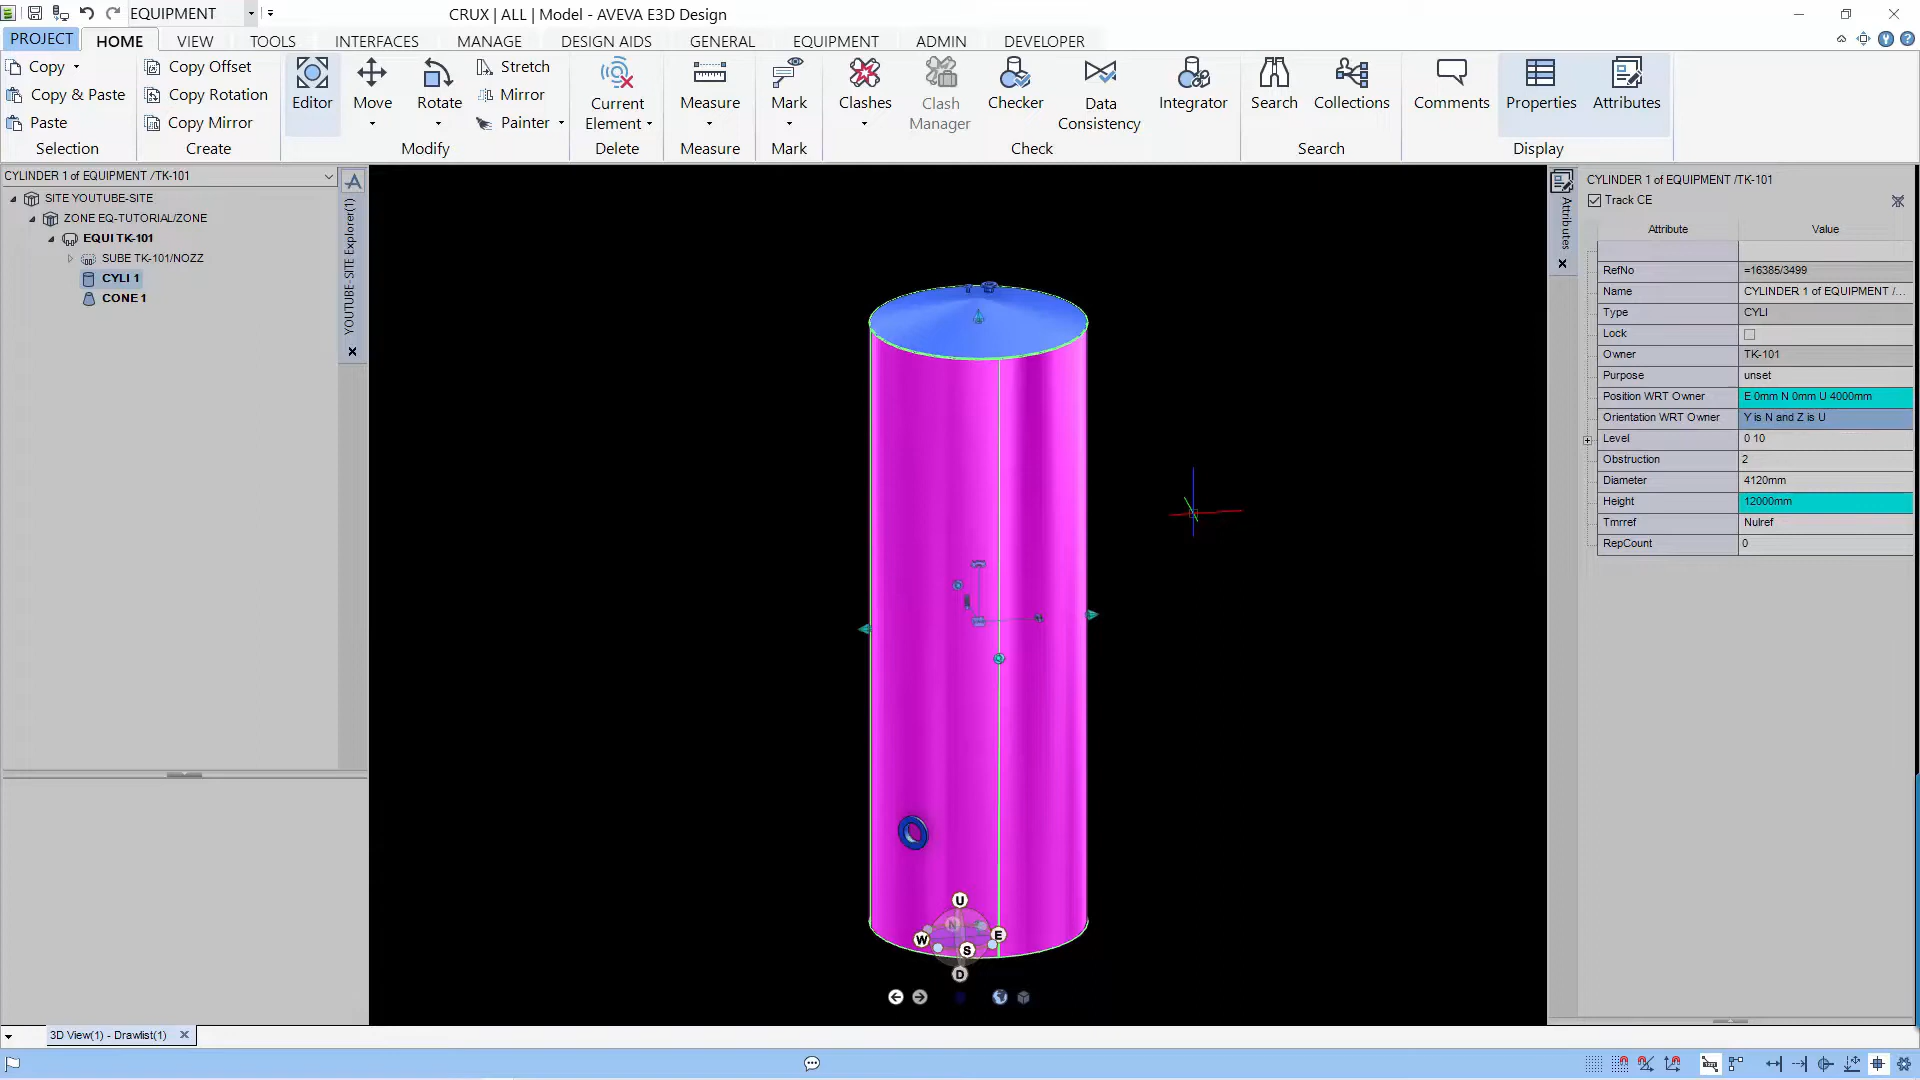 EQUIPMENT
CRUX | ALL | Model - AVEVA E3D Design
PROJECT HOME VIEW TOOLS INTERFACES MANAGE DESIGN AIDS GENERAL EQUIPMENT ADMIN DEVELOPER
Copy
Copy & Paste
Paste
Selection
Copy Offset
Copy Rotation
Copy Mirror
Create
Editor
Move
Rotate
Stretch
Mirror
Painter
Modify
Current
Element
Delete
Measure
Measure
Mark
Mark
Clashes
Clash
Manager
Checker
Data
Consistency
Integrator
Check
Search
Collections
Search
Comments
Properties
Attributes
Display
CYLINDER 1 of EQUIPMENT /TK-101
SITE YOUTUBE-SITE
ZONE EQ-TUTORIAL/ZONE
EQUI TK-101
SUBE TK-101/NOZZ
CYLI 1
CONE 1
YOUTUBE-SITE Explorer(1)
U
N
W
E
S
D
Attributes
CYLINDER 1 of EQUIPMENT /TK-101
Track CE
Attribute Value
RefNo =16385/3499
Name CYLINDER 1 of EQUIPMENT /...
Type CYLI
Lock
Owner TK-101
Purpose unset
Position WRT Owner E 0mm N 0mm U 4000mm
Orientation WRT Owner Y is N and Z is U
Level 0 10
Obstruction 2
Diameter 4120mm
Height 12000mm
Tmrref Nulref
RepCount 0
3D View(1) - Drawlist(1)